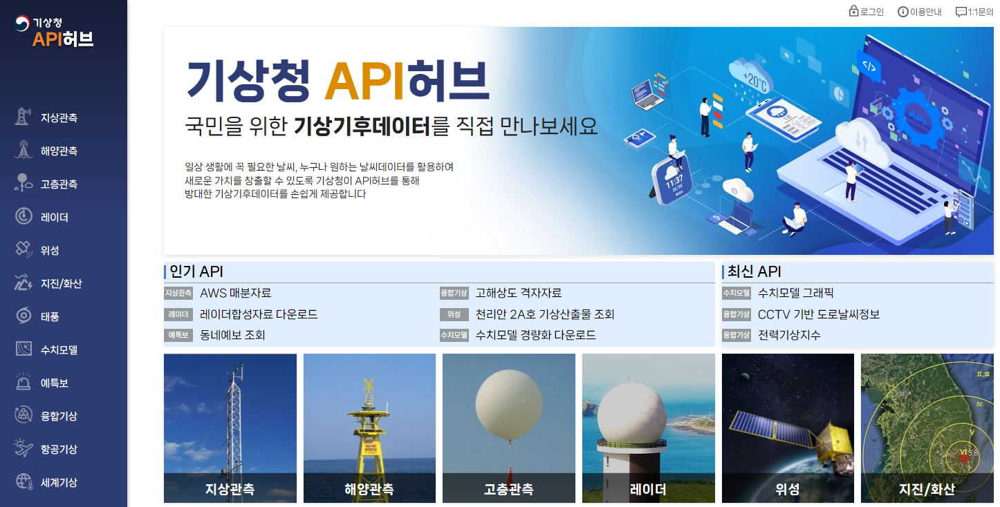 기상청
API허브
로그인
이용안내
1:1문의
지상관측
해양관측
고층관측
레이더
위성
지진/화산
태풍
수치모델
예특보
융합기상
항공기상
세계기상
기상청 API허브
국민을 위한 기상기후데이터를 직접 만나보세요
일상 생활에 꼭 필요한 날씨, 누구나 원하는 날씨데이터를 활용하여
새로운 가치를 창출할 수 있도록 기상청이 API허브를 통해
방대한 기상기후데이터를 손쉽게 제공합니다
</>
+20°C
API
18
11:37
인기 API
지상관측 AWS 매분자료
레이더 레이더합성자료 다운로드
예특보 동네예보 조회
융합기상 고해상도 격자자료
위성 천리안 2A호 기상산출물 조회
수치모델 수치모델 경량화 다운로드
최신 API
수치모델 수치모델 그래픽
융합기상 CCTV 기반 도로날씨정보
융합기상 전력기상지수
지상관측
해양관측
고층관측
레이더
위성
II,III
IV
V
VI 5.8
지진/화산